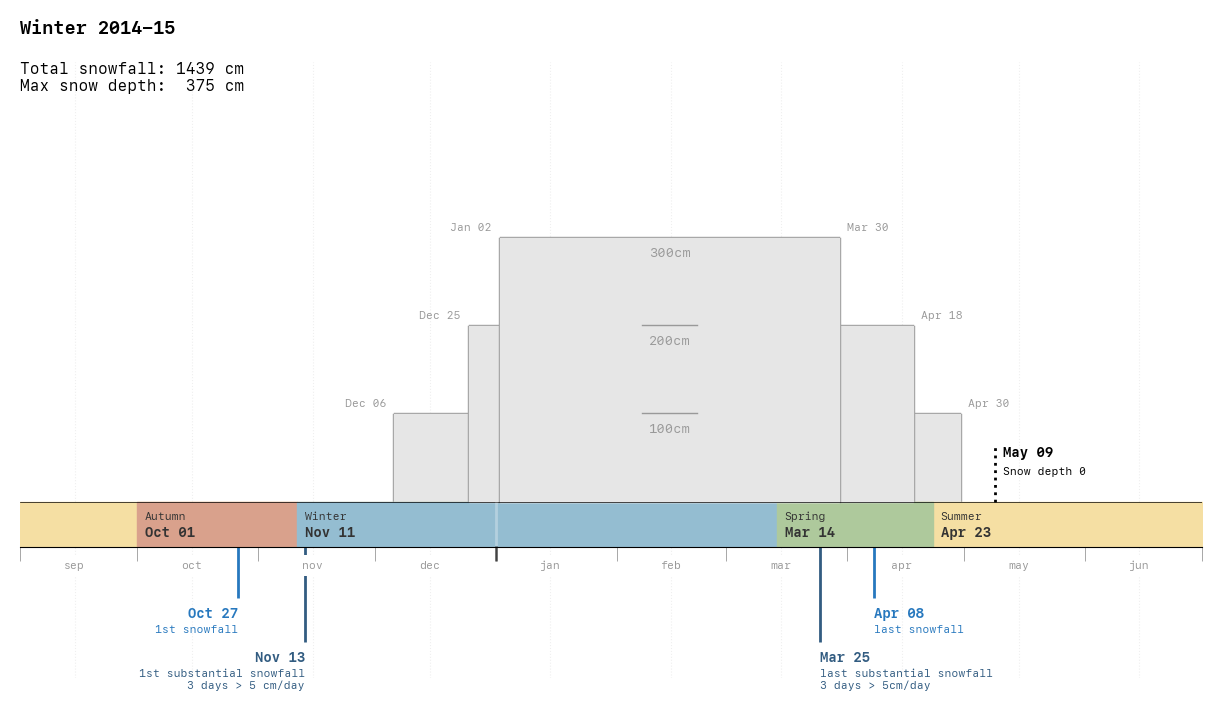 Winter 2014–15
Total snowfall: 1439 cm
Max snow depth:  375 cm
Jan 02
Mar 30
300cm
Dec 25
Apr 18
200cm
Dec 06
Apr 30
100cm
May 09
Snow depth 0
Autumn
Oct 01
Winter
Nov 11
Spring
Mar 14
Summer
Apr 23
sep
oct
nov
dec
jan
feb
mar
apr
may
jun
Oct 27
1st snowfall
Apr 08
last snowfall
Nov 13
1st substantial snowfall
3 days > 5 cm/day
Mar 25
last substantial snowfall
3 days > 5cm/day